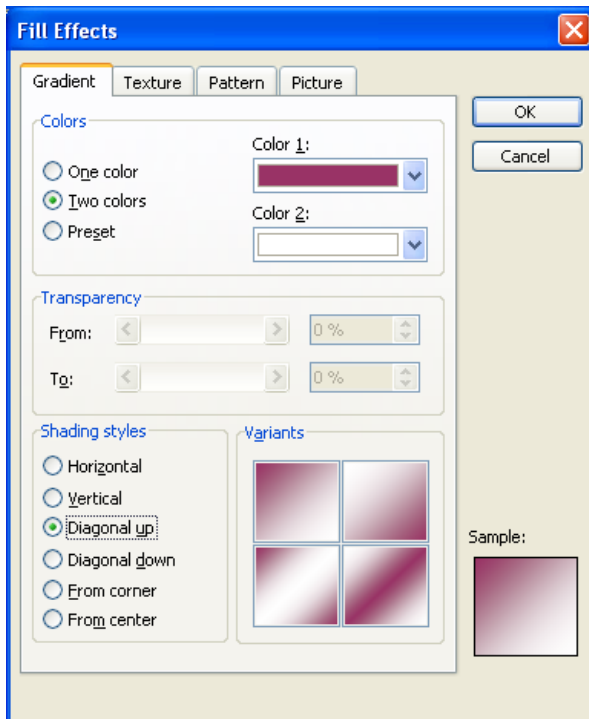 Fill Effects
Gradient Texture Pattern Picture
OK
Cancel
Colors
One color
Two colors
Preset
Color 1:
Color 2:
Transparency
From: 0 %
To: 0 %
Shading styles
Horizontal
Vertical
Diagonal up
Diagonal down
From corner
From center
Variants
Sample: